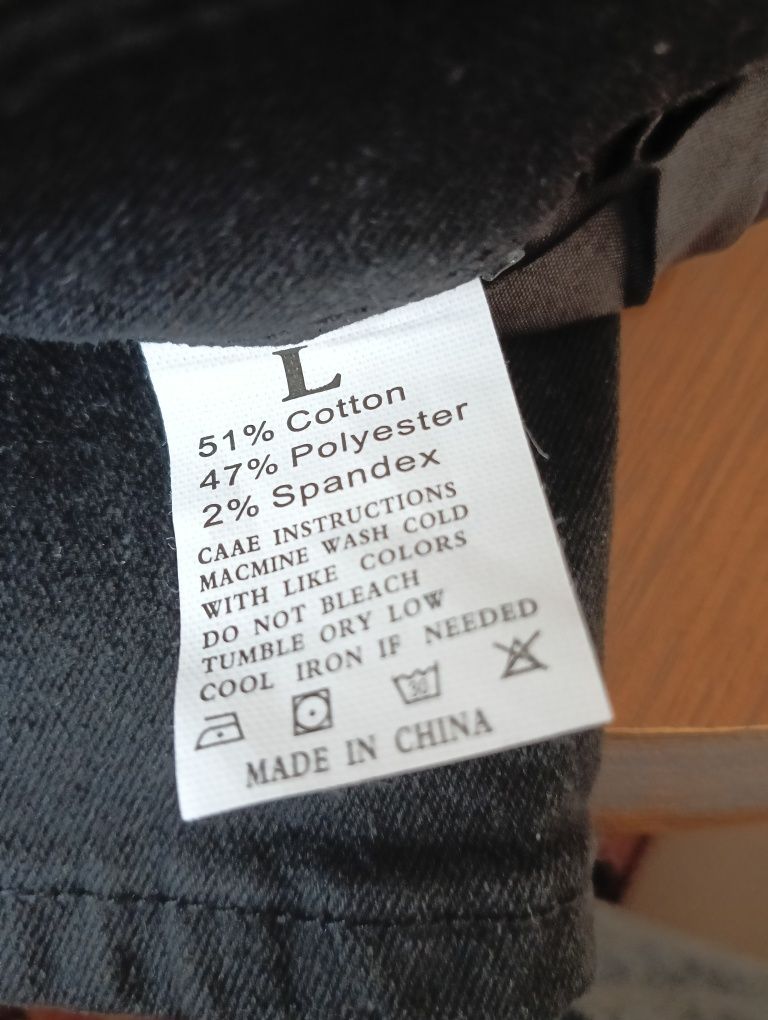 L
51% Cotton
47% Polyester
2% Spandex
CAAE INSTRUCTIONS
MACMINE WASH COLD
WITH LIKE COLORS
DO NOT BLEACH
TUMBLE ORY LOW
COOL IRON IF NEEDED
30
MADE IN CHINA